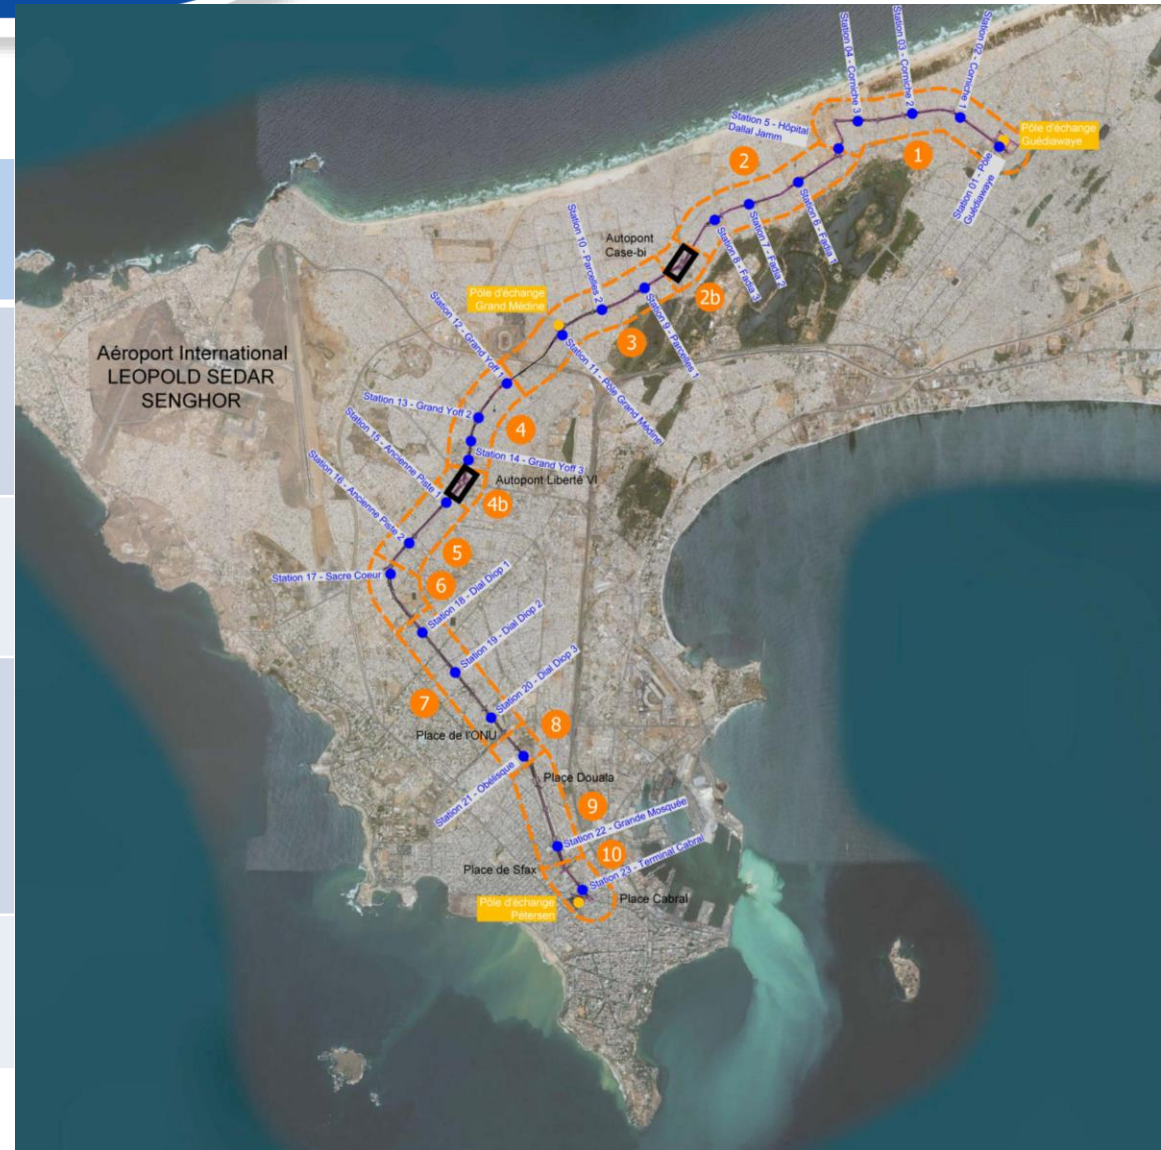 Station 04 - Corniche 3
Station 03 - Corniche 2
Station 02 - Corniche 1
Station 5 - Hôpital
Dallal Jamm
Pôle d'échange
Guédiawaye
Station 01 - Pôle
Guédiawaye
1
2
Station 6 - Fadia 1
Station 7 - Fadia 2
Station 8 - Fadia 3
Autopont
Case-bi
2b
Station 10 - Parcelles 2
Station 9 - Parcelles 1
Pôle d'échange
Grand Médine
3
Station 12 - Grand Yoff 1
Station 11 - Pôle Grand Médine
Aéroport International
LEOPOLD SEDAR
SENGHOR
Station 13 - Grand Yoff 2
4
Station 15 - Ancienne Piste 1
Station 14 - Grand Yoff 3
Autopont Liberté VI
4b
Station 16 - Ancienne Piste 2
5
Station 17 - Sacre Coeur
6
Station 18 - Dial Diop 1
Station 19 - Dial Diop 2
Station 20 - Dial Diop 3
7
Place de l'ONU
8
Station 21 - Obélisque
Place Douala
9
Station 22 - Grande Mosquée
10
Place de Sfax
Station 23 - Terminal Cabral
Pôle d'échange
Pétersen
Place Cabral